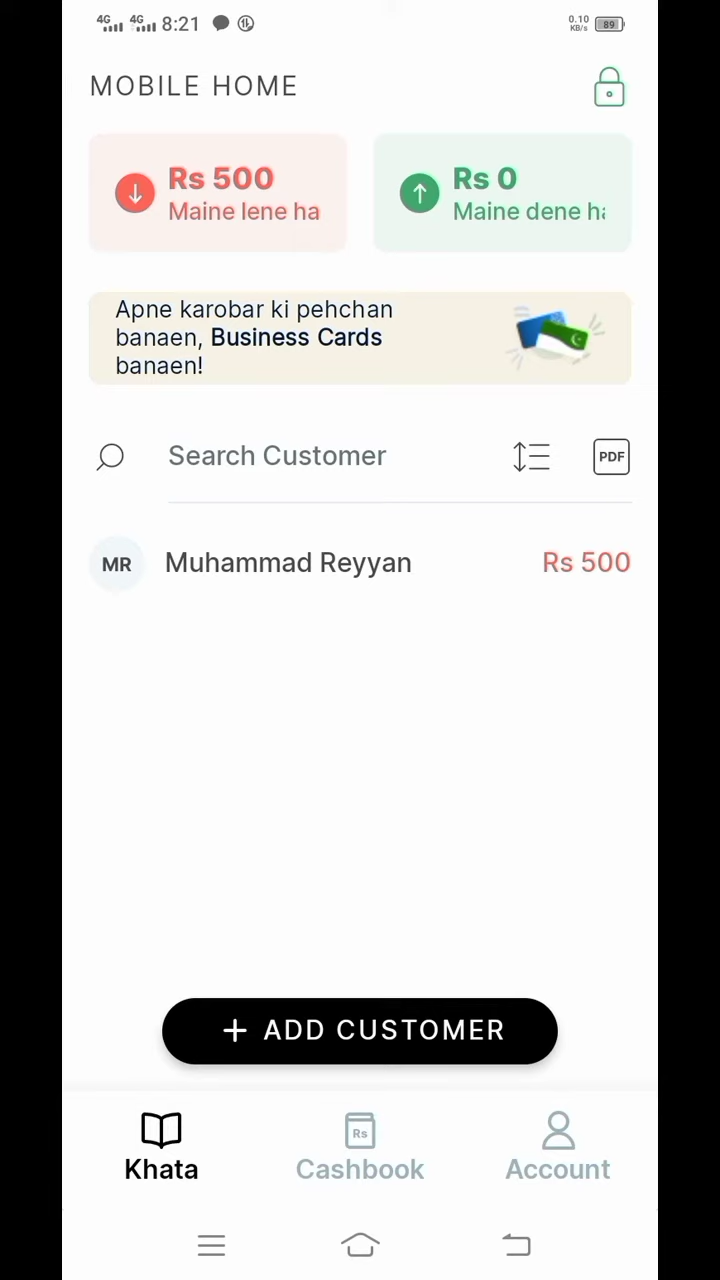 4G 4G 8:21 0.10 KB/s 89
MOBILE HOME
Rs 500
Maine lene ha
Rs 0
Maine dene ha
Apne karobar ki pehchan
banaen, Business Cards
banaen!
Search Customer PDF
MR Muhammad Reyyan Rs 500
+ ADD CUSTOMER
Rs
Khata Cashbook Account